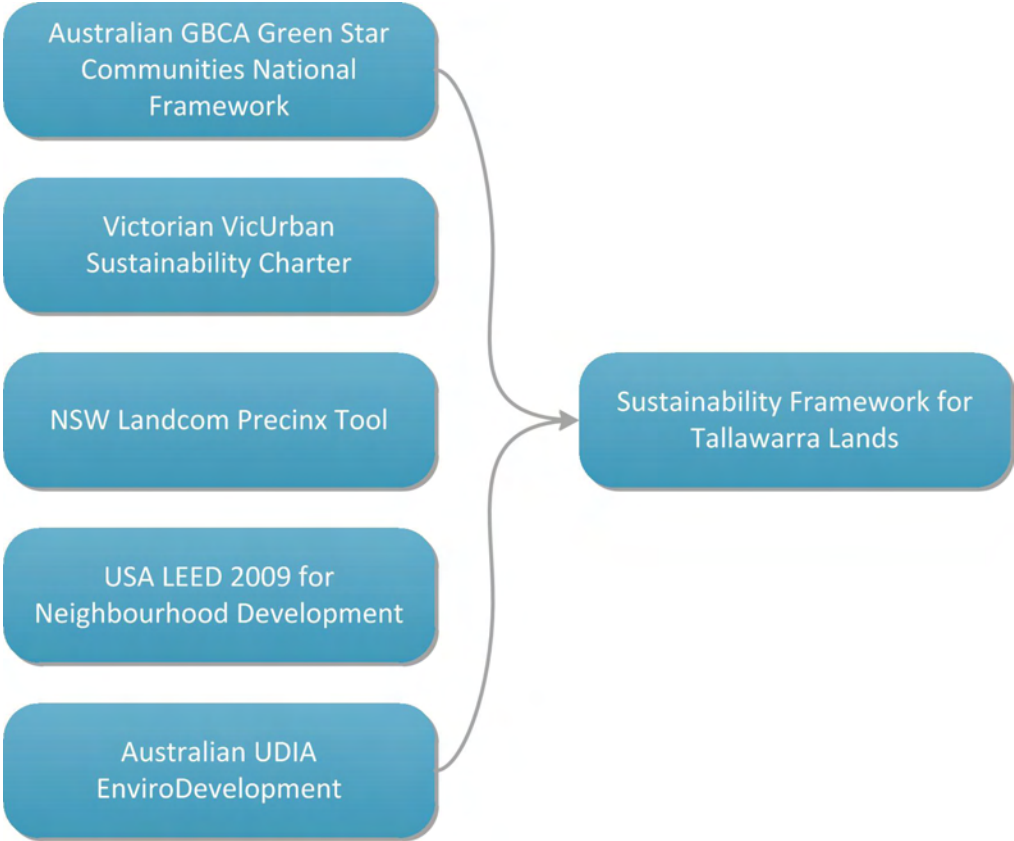 Australian GBCA Green Star
Communities National
Framework
Victorian VicUrban
Sustainability Charter
NSW Landcom Precinx Tool
Sustainability Framework for
Tallawarra Lands
USA LEED 2009 for
Neighbourhood Development
Australian UDIA
EnviroDevelopment